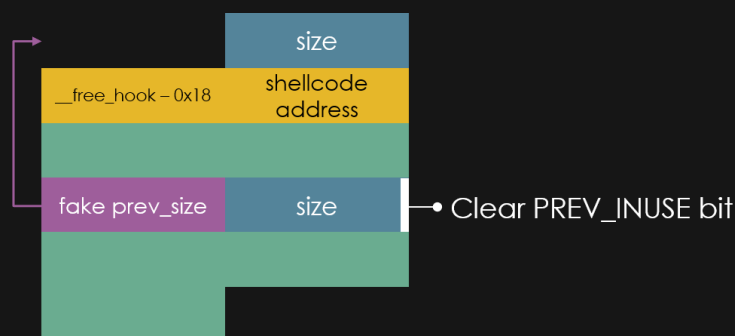 size
__free_hook – 0x18
shellcode
address
fake prev_size
size
Clear PREV_INUSE bit